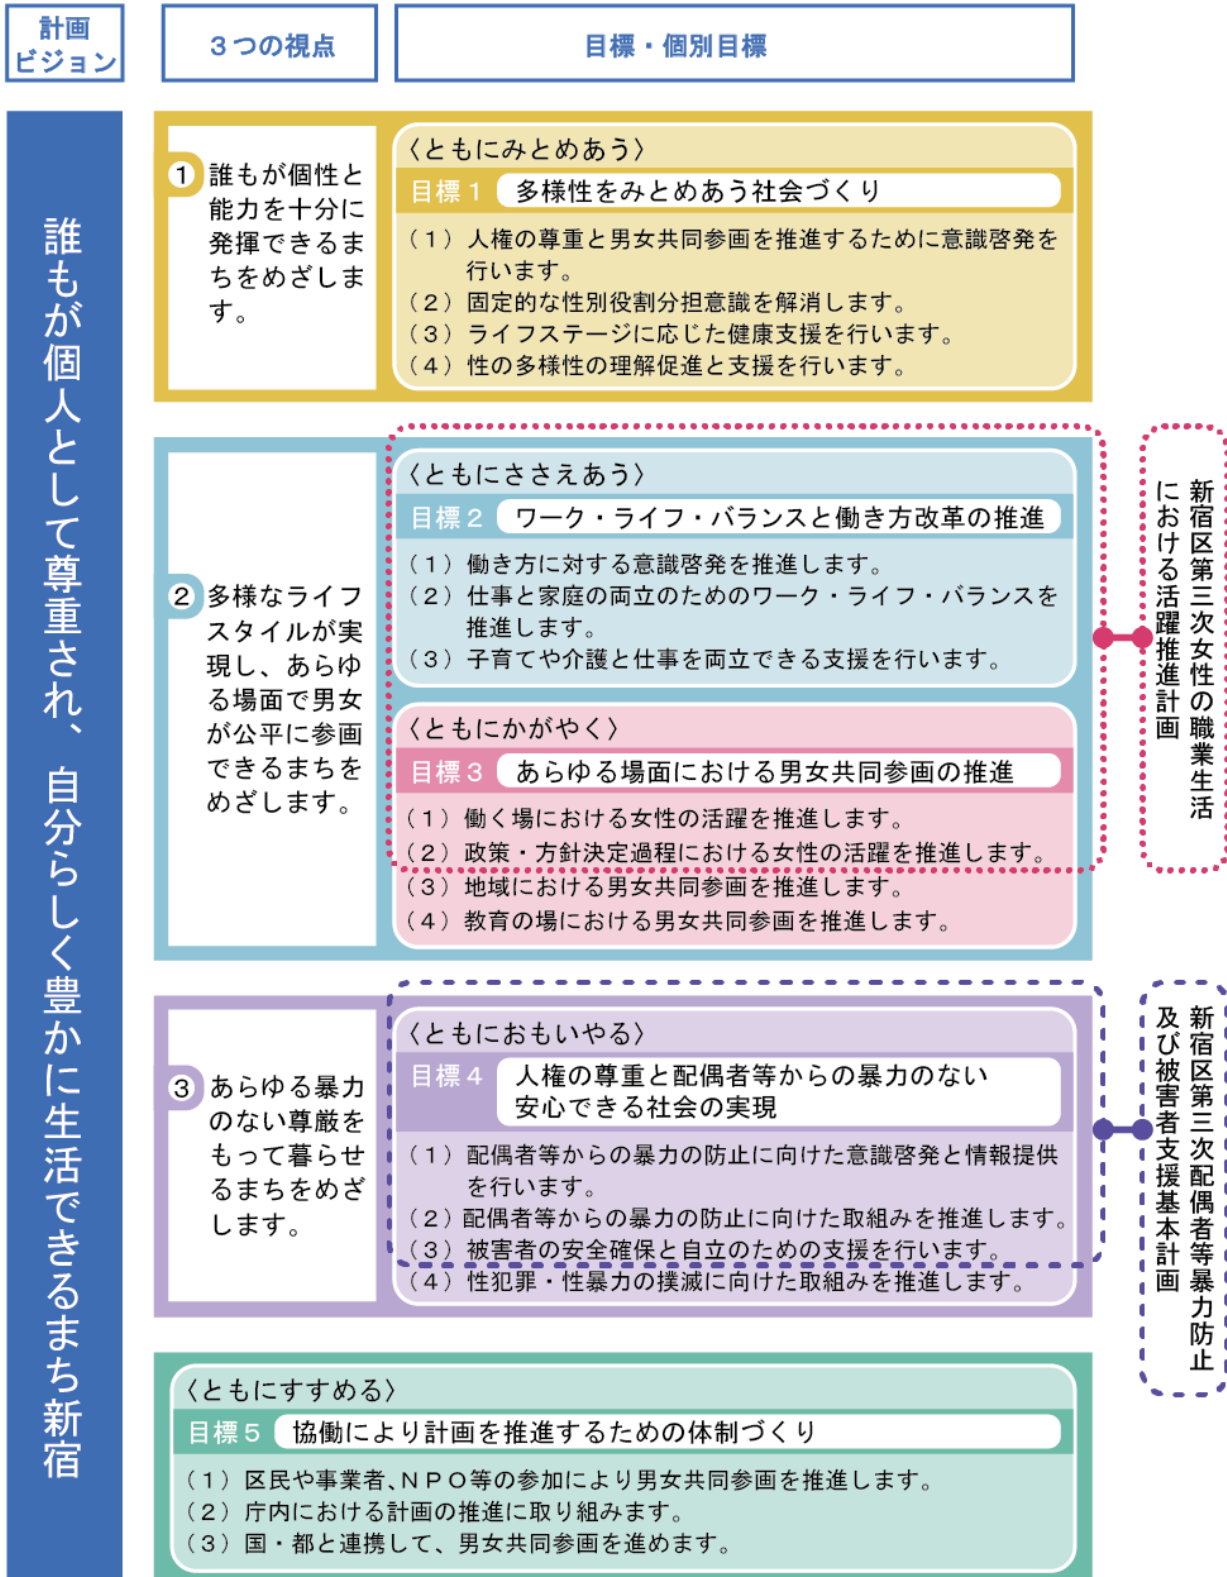 計画
ビジョン
3つの視点
目標・個別目標
誰もが個人として尊重され、自分らしく豊かに生活できるまち新宿
① 誰もが個性と
能力を十分に
発揮できるま
ちをめざしま
す。
〈ともにみとめあう〉
目標1 多様性をみとめあう社会づくり
(1)人権の尊重と男女共同参画を推進するために意識啓発を
行います。
(2)固定的な性別役割分担意識を解消します。
(3)ライフステージに応じた健康支援を行います。
(4)性の多様性の理解促進と支援を行います。
② 多様なライフ
スタイルが実
現し、あらゆ
る場面で男女
が公平に参画
できるまちを
めざします。
〈ともにささえあう〉
目標2 ワーク・ライフ・バランスと働き方改革の推進
(1)働き方に対する意識啓発を推進します。
(2)仕事と家庭の両立のためのワーク・ライフ・バランスを
推進します。
(3)子育てや介護と仕事を両立できる支援を行います。
〈ともにかがやく〉
目標3 あらゆる場面における男女共同参画の推進
(1)働く場における女性の活躍を推進します。
(2)政策・方針決定過程における女性の活躍を推進します。
(3)地域における男女共同参画を推進します。
(4)教育の場における男女共同参画を推進します。
新宿区第三次女性の職業生活
における活躍推進計画
③ あらゆる暴力
のない尊厳を
もって暮らせ
るまちをめざ
します。
〈ともにおもいやる〉
目標4 人権の尊重と配偶者等からの暴力のない
安心できる社会の実現
(1)配偶者等からの暴力の防止に向けた意識啓発と情報提供
を行います。
(2)配偶者等からの暴力の防止に向けた取組みを推進します。
(3)被害者の安全確保と自立のための支援を行います。
(4)性犯罪・性暴力の撲滅に向けた取組みを推進します。
新宿区第三次配偶者等暴力防止
及び被害者支援基本計画
〈ともにすすめる〉
目標5 協働により計画を推進するための体制づくり
(1)区民や事業者、NPO等の参加により男女共同参画を推進します。
(2)庁内における計画の推進に取り組みます。
(3)国・都と連携して、男女共同参画を進めます。